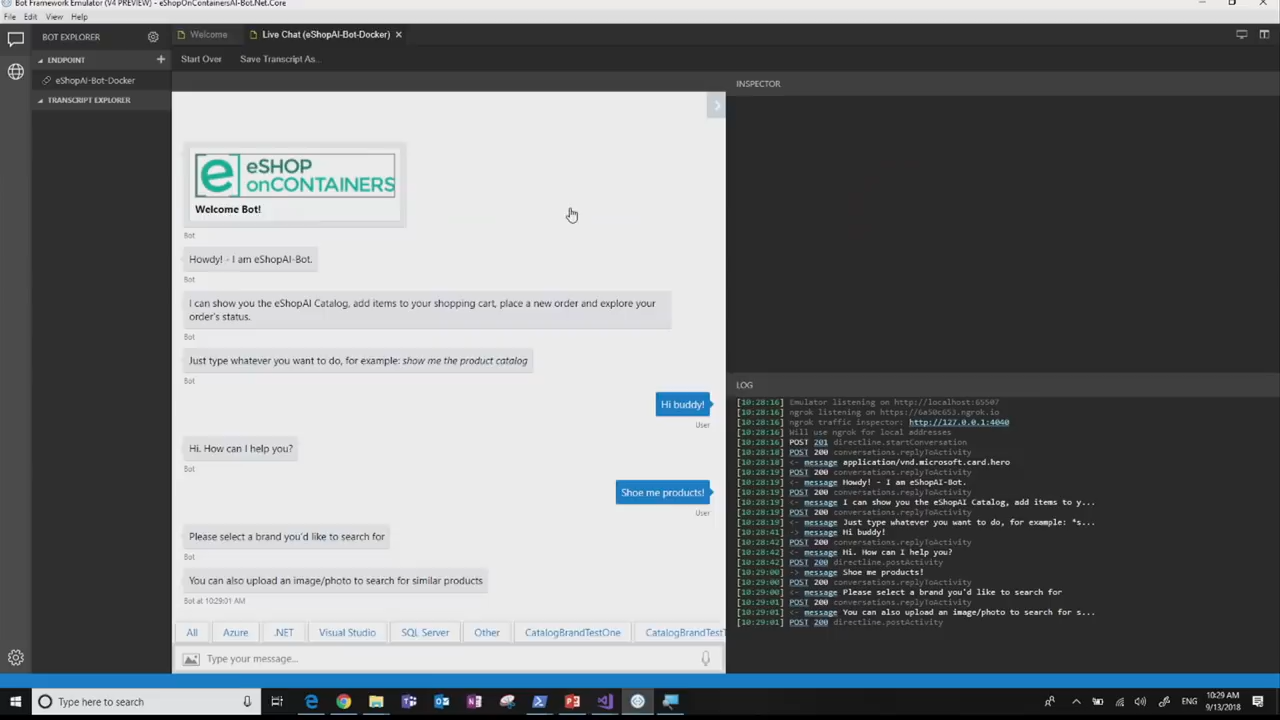 Bot Framework Emulator (V4 PREVIEW) - eShopOnContainersAI-Bot.Net.Core
File Edit View Help
BOT EXPLORER
Welcome
Live Chat (eShopAI-Bot-Docker)
ENDPOINT
eShopAI-Bot-Docker
TRANSCRIPT EXPLORER
Start Over
Save Transcript As...
e eSHOP
onCONTAINERS
Welcome Bot!
Bot
Howdy! - I am eShopAI-Bot.
Bot
I can show you the eShopAI Catalog, add items to your shopping cart, place a new order and explore your
order's status.
Bot
Just type whatever you want to do, for example: show me the product catalog
Bot
Hi buddy!
User
Hi. How can I help you?
Bot
Shoe me products!
User
Please select a brand you'd like to search for
Bot
You can also upload an image/photo to search for similar products
Bot at 10:29:01 AM
All Azure .NET Visual Studio SQL Server Other CatalogBrandTestOne CatalogBrandTestT
Type your message...
INSPECTOR
LOG
[10:28:16] Emulator listening on http://localhost:65507
[10:28:16] ngrok listening on https://6a50c653.ngrok.io
[10:28:16] ngrok traffic inspector: http://127.0.0.1:4040
[10:28:16] Will use ngrok for local addresses
[10:28:16] POST 201 directline.startConversation
[10:28:18] POST 200 conversations.replyToActivity
[10:28:18] <- message application/vnd.microsoft.card.hero
[10:28:19] POST 200 conversations.replyToActivity
[10:28:19] <- message Howdy! - I am eShopAI-Bot.
[10:28:19] POST 200 conversations.replyToActivity
[10:28:19] <- message I can show you the eShopAI Catalog, add items to y...
[10:28:19] POST 200 conversations.replyToActivity
[10:28:19] <- message Just type whatever you want to do, for example: *s...
[10:28:41] -> message Hi buddy!
[10:28:42] POST 200 conversations.replyToActivity
[10:28:42] <- message Hi. How can I help you?
[10:28:42] POST 200 directline.postActivity
[10:29:00] -> message Shoe me products!
[10:29:00] POST 200 conversations.replyToActivity
[10:29:00] <- message Please select a brand you'd like to search for
[10:29:01] POST 200 conversations.replyToActivity
[10:29:01] <- message You can also upload an image/photo to search for s...
[10:29:01] POST 200 directline.postActivity
Type here to search
ENG
10:29 AM
9/13/2018